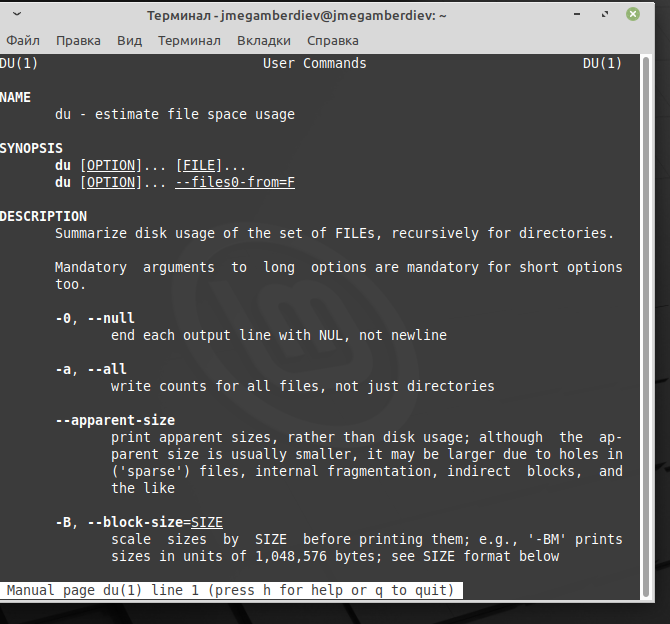 Терминал - jmegamberdiev@jmegamberdiev: ~
Файл Правка Вид Терминал Вкладки Справка
DU(1) User Commands DU(1)
NAME
du - estimate file space usage
SYNOPSIS
du [OPTION]... [FILE]...
du [OPTION]... --files0-from=F
DESCRIPTION
Summarize disk usage of the set of FILEs, recursively for directories.
Mandatory arguments to long options are mandatory for short options
too.
-0, --null
end each output line with NUL, not newline
-a, --all
write counts for all files, not just directories
--apparent-size
print apparent sizes, rather than disk usage; although the ap-
parent size is usually smaller, it may be larger due to holes in
('sparse') files, internal fragmentation, indirect blocks, and
the like
-B, --block-size=SIZE
scale sizes by SIZE before printing them; e.g., '-BM' prints
sizes in units of 1,048,576 bytes; see SIZE format below
Manual page du(1) line 1 (press h for help or q to quit)